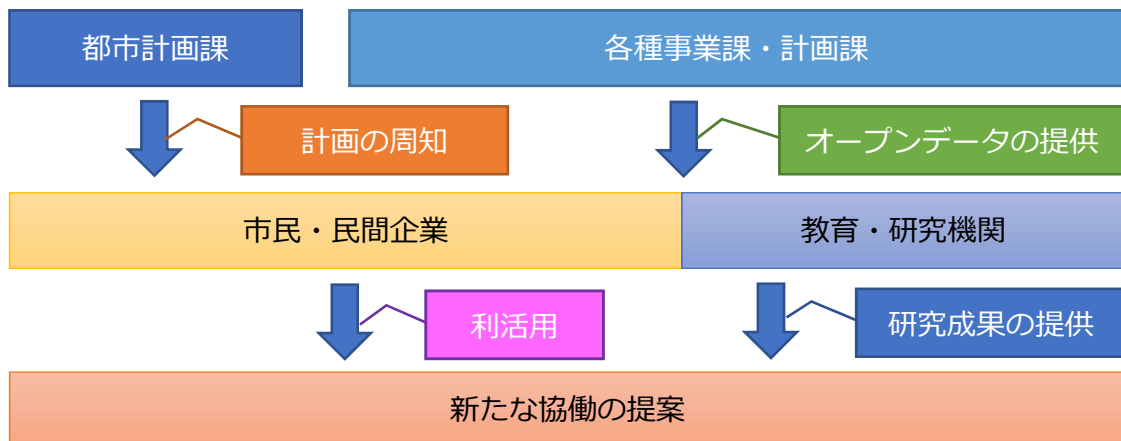 都市計画課
各種事業課・計画課
計画の周知
オープンデータの提供
市民・民間企業
教育・研究機関
利活用
研究成果の提供
新たな協働の提案